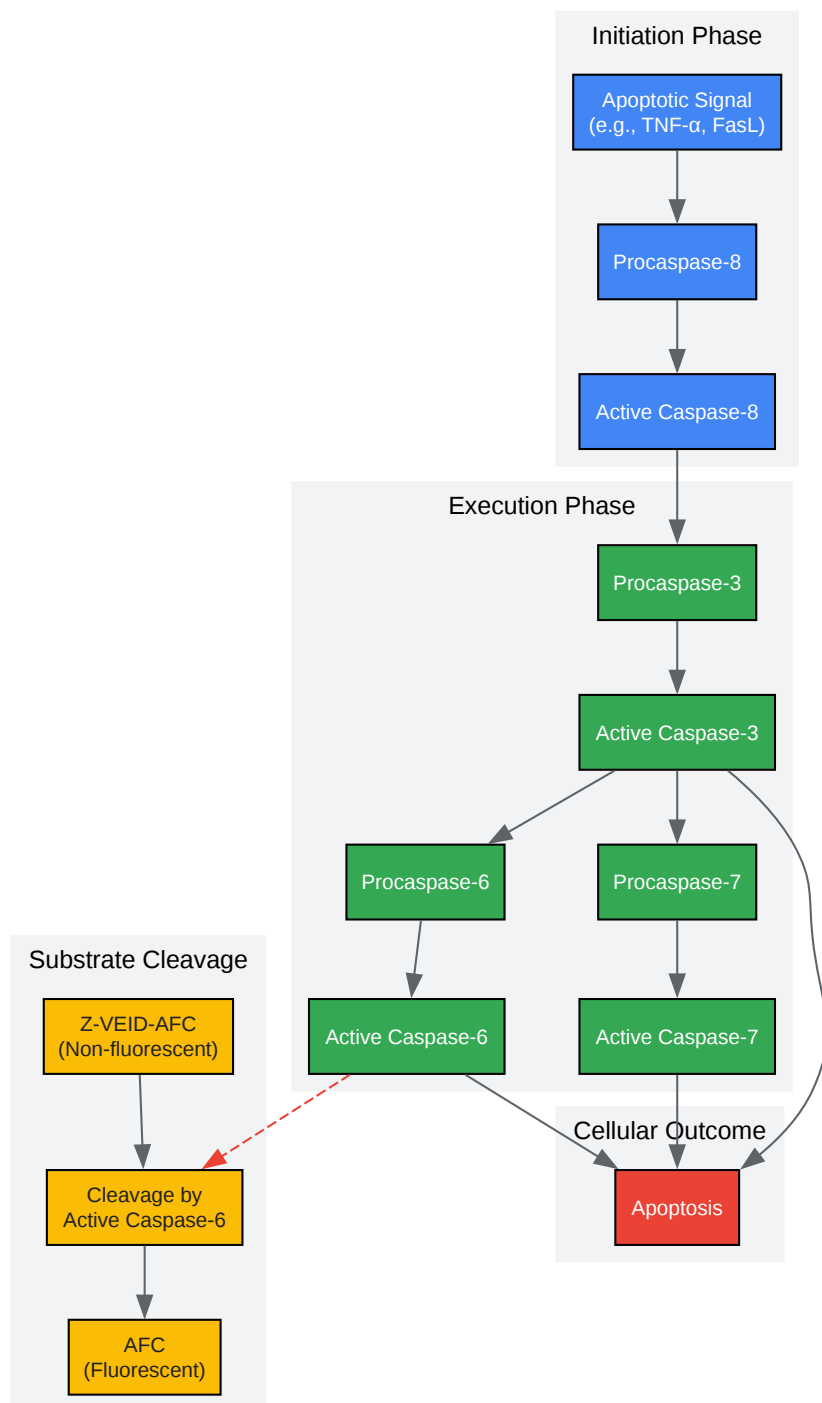 Initiation Phase
Apoptotic Signal
(e.g., TNF-α, FasL)
Procaspase-8
Active Caspase-8
Execution Phase
Procaspase-3
Active Caspase-3
Procaspase-6
Procaspase-7
Active Caspase-6
Active Caspase-7
Substrate Cleavage
Z-VEID-AFC
(Non-fluorescent)
Cleavage by
Active Caspase-6
AFC
(Fluorescent)
Cellular Outcome
Apoptosis